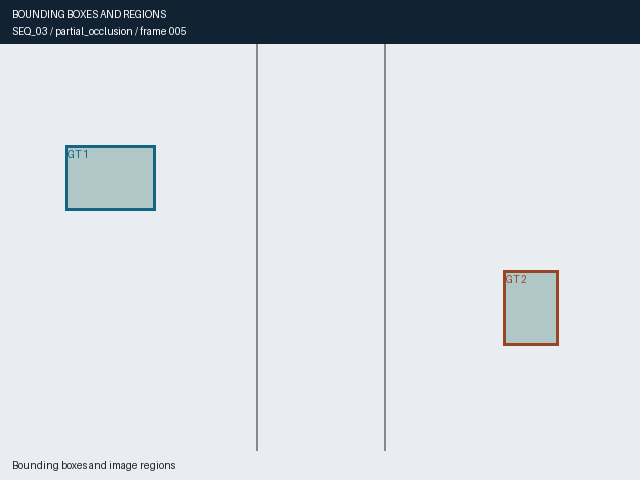 BOUNDING BOXES AND REGIONS
SEQ_03 / partial_occlusion / frame 005
GT1
GT2
Bounding boxes and image regions